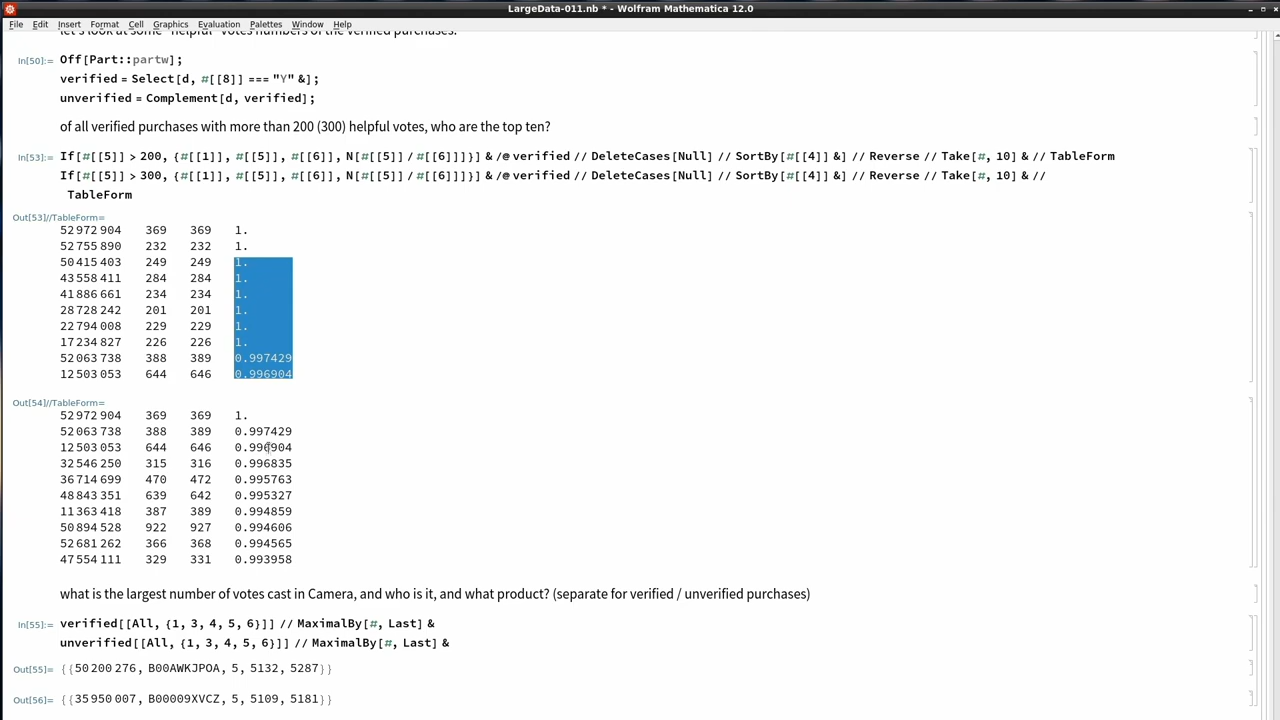 LargeData-011.nb * - Wolfram Mathematica 12.0
File Edit Insert Format Cell Graphics Evaluation Palettes Window Help
let's look at some "helpful" votes numbers of the verified purchases.
In[50]:= Off[Part::partw];
verified = Select[d, #[[8]] === "Y" &];
unverified = Complement[d, verified];
of all verified purchases with more than 200 (300) helpful votes, who are the top ten?
In[53]:= If[#[[5]] > 200, {#[[1]], #[[5]], #[[6]], N[#[[5]] / #[[6]]]}] & /@ verified // DeleteCases[Null] // SortBy[#[[4]] &] // Reverse // Take[#, 10] & // TableForm
If[#[[5]] > 300, {#[[1]], #[[5]], #[[6]], N[#[[5]] / #[[6]]]}] & /@ verified // DeleteCases[Null] // SortBy[#[[4]] &] // Reverse // Take[#, 10] & //
TableForm
Out[53]//TableForm=
52 972 904 369 369 1.
52 755 890 232 232 1.
50 415 403 249 249 1.
43 558 411 284 284 1.
41 886 661 234 234 1.
28 728 242 201 201 1.
22 794 008 229 229 1.
17 234 827 226 226 1.
52 063 738 388 389 0.997429
12 503 053 644 646 0.996904
Out[54]//TableForm=
52 972 904 369 369 1.
52 063 738 388 389 0.997429
12 503 053 644 646 0.996904
32 546 250 315 316 0.996835
36 714 699 470 472 0.995763
48 843 351 639 642 0.995327
11 363 418 387 389 0.994859
50 894 528 922 927 0.994606
52 681 262 366 368 0.994565
47 554 111 329 331 0.993958
what is the largest number of votes cast in Camera, and who is it, and what product? (separate for verified / unverified purchases)
In[55]:= verified[[All, {1, 3, 4, 5, 6}]] // MaximalBy[#, Last] &
unverified[[All, {1, 3, 4, 5, 6}]] // MaximalBy[#, Last] &
Out[55]= {{50 200 276, B00AWKJPOA, 5, 5132, 5287}}
Out[56]= {{35 950 007, B00009XVCZ, 5, 5109, 5181}}